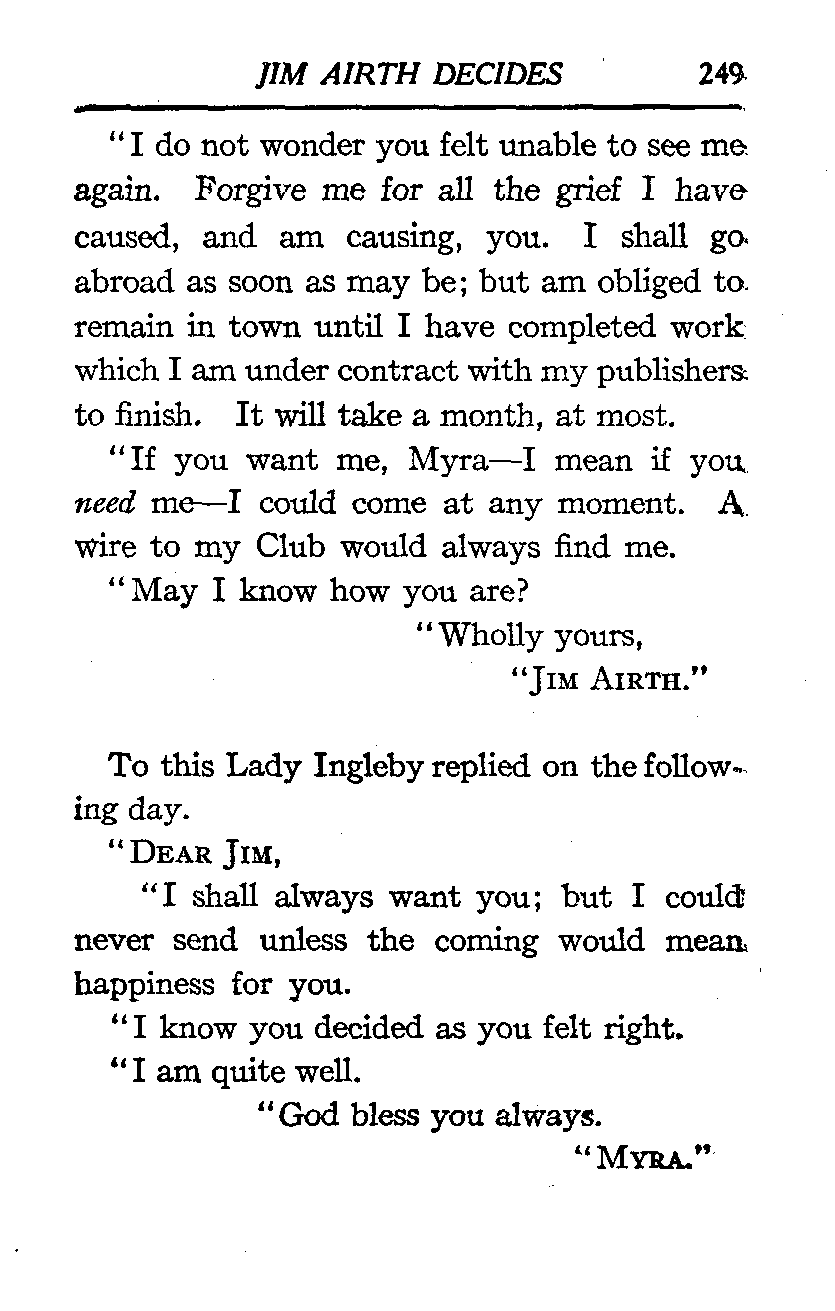 JIM AIRTH DECIDES 249
"I do not wonder you felt unable to see me
again. Forgive me for all the grief I have
caused, and am causing, you. I shall go
abroad as soon as may be; but am obliged to
remain in town until I have completed work
which I am under contract with my publishers
to finish. It will take a month, at most.
"If you want me, Myra—I mean if you
need me—I could come at any moment. A
wire to my Club would always find me.
"May I know how you are?
"Wholly yours,
"JIM AIRTH."
To this Lady Ingleby replied on the follow-
ing day.
"DEAR JIM,
"I shall always want you; but I could
never send unless the coming would mean
happiness for you.
"I know you decided as you felt right.
"I am quite well.
"God bless you always.
"MYRA."